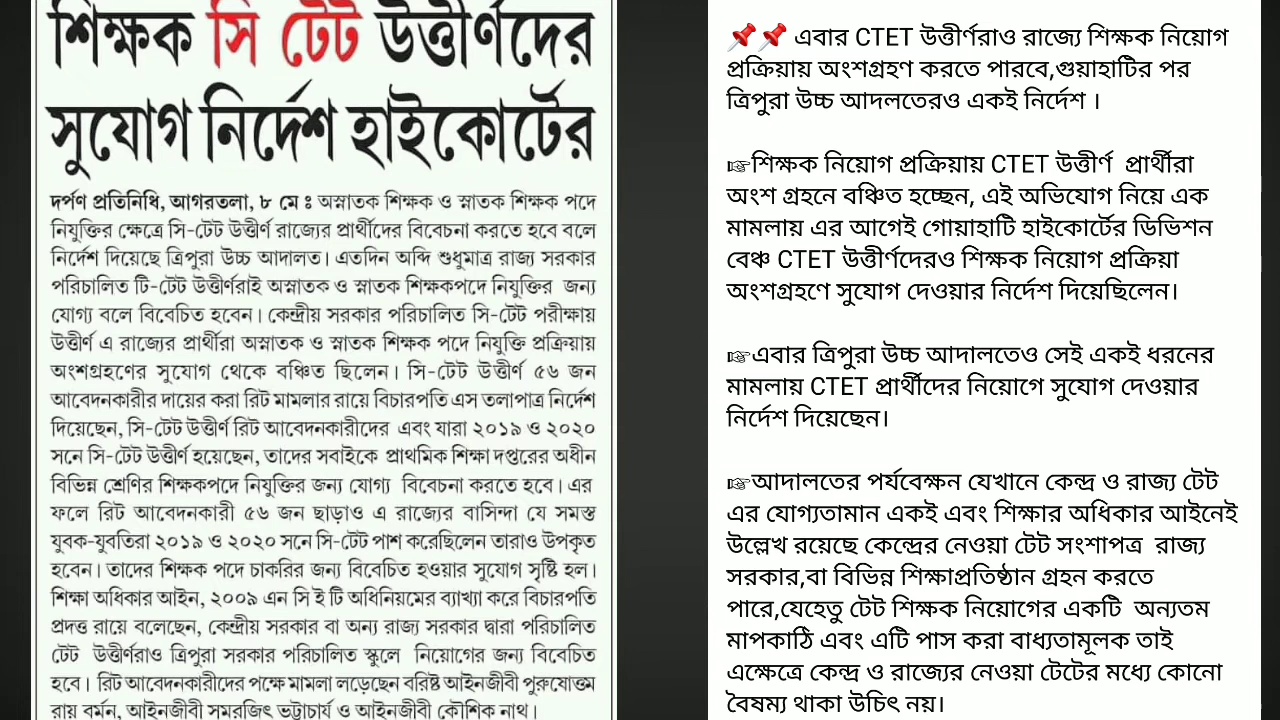 শিক্ষক সি টেট উত্তীর্ণদের
সুযোগ নির্দেশ হাইকোর্টের
দর্পণ প্রতিনিধি, আগরতলা, ৮ মে ঃ অস্নাতক শিক্ষক ও স্নাতক শিক্ষক পদে
নিযুক্তির ক্ষেত্রে সি-টেট উত্তীর্ণ রাজ্যের প্রার্থীদের বিবেচনা করতে হবে বলে
নির্দেশ দিয়েছে ত্রিপুরা উচ্চ আদালত। এতদিন অব্দি শুধুমাত্র রাজ্য সরকার
পরিচালিত টি-টেট উত্তীর্ণরাই অস্নাতক ও স্নাতক শিক্ষকপদে নিযুক্তির জন্য
যোগ্য বলে বিবেচিত হবেন। কেন্দ্রীয় সরকার পরিচালিত সি-টেট পরীক্ষায়
উত্তীর্ণ এ রাজ্যের প্রার্থীরা অস্নাতক ও স্নাতক শিক্ষক পদে নিযুক্তি প্রক্রিয়ায়
অংশগ্রহণের সুযোগ থেকে বঞ্চিত ছিলেন। সি-টেট উত্তীর্ণ ৫৬ জন
আবেদনকারীর দায়ের করা রিট মামলার রায়ে বিচারপতি এস তলাপাত্র নির্দেশ
দিয়েছেন, সি-টেট উত্তীর্ণ রিট আবেদনকারীদের এবং যারা ২০১৯ ও ২০২০
সনে সি-টেট উত্তীর্ণ হয়েছেন, তাদের সবাইকে প্রাথমিক শিক্ষা দপ্তরের অধীন
বিভিন্ন শ্রেণির শিক্ষকপদে নিযুক্তির জন্য যোগ্য বিবেচনা করতে হবে। এর
ফলে রিট আবেদনকারী ৫৬ জন ছাড়াও এ রাজ্যের বাসিন্দা যে সমস্ত
যুবক-যুবতিরা ২০১৯ ও ২০২০ সনে সি-টেট পাশ করেছিলেন তারাও উপকৃত
হবেন। তাদের শিক্ষক পদে চাকরির জন্য বিবেচিত হওয়ার সুযোগ সৃষ্টি হল।
শিক্ষা অধিকার আইন, ২০০৯ এন সি ই টি অধিনিয়মের ব্যাখ্যা করে বিচারপতি
প্রদত্ত রায়ে বলেছেন, কেন্দ্রীয় সরকার বা অন্য রাজ্য সরকার দ্বারা পরিচালিত
টেট উত্তীর্ণরাও ত্রিপুরা সরকার পরিচালিত স্কুলে নিয়োগের জন্য বিবেচিত
হবে। রিট আবেদনকারীদের পক্ষে মামলা লড়েছেন বরিষ্ঠ আইনজীবী পুরুষোত্তম
রায় বর্মন, আইনজীবী সমরজিৎ ভট্টাচার্য ও আইনজীবী কৌশিক নাথ।
📌📌 এবার CTET উত্তীর্ণরাও রাজ্যে শিক্ষক নিয়োগ
প্রক্রিয়ায় অংশগ্রহণ করতে পারবে,গুয়াহাটির পর
ত্রিপুরা উচ্চ আদলতেরও একই নির্দেশ ।
☞শিক্ষক নিয়োগ প্রক্রিয়ায় CTET উত্তীর্ণ প্রার্থীরা
অংশ গ্রহনে বঞ্চিত হচ্ছেন, এই অভিযোগ নিয়ে এক
মামলায় এর আগেই গোয়াহাটি হাইকোর্টের ডিভিশন
বেঞ্চ CTET উত্তীর্ণদেরও শিক্ষক নিয়োগ প্রক্রিয়া
অংশগ্রহণে সুযোগ দেওয়ার নির্দেশ দিয়েছিলেন।
☞এবার ত্রিপুরা উচ্চ আদালতেও সেই একই ধরনের
মামলায় CTET প্রার্থীদের নিয়োগে সুযোগ দেওয়ার
নির্দেশ দিয়েছেন।
☞আদালতের পর্যবেক্ষন যেখানে কেন্দ্র ও রাজ্য টেট
এর যোগ্যতামান একই এবং শিক্ষার অধিকার আইনেই
উল্লেখ রয়েছে কেন্দ্রের নেওয়া টেট সংশাপত্র রাজ্য
সরকার,বা বিভিন্ন শিক্ষাপ্রতিষ্ঠান গ্রহন করতে
পারে,যেহেতু টেট শিক্ষক নিয়োগের একটি অন্যতম
মাপকাঠি এবং এটি পাস করা বাধ্যতামূলক তাই
এক্ষেত্রে কেন্দ্র ও রাজ্যের নেওয়া টেটের মধ্যে কোনো
বৈষম্য থাকা উচিৎ নয়।